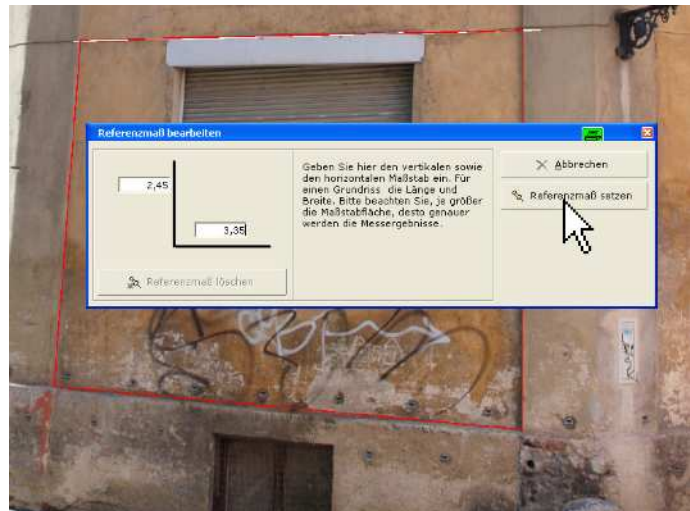 Referenzmaß bearbeiten
2,45
3,35
Referenzmaß löschen
Geben Sie hier den vertikalen sowie
den horizontalen Maßstab ein. Für
einen Grundriss die Länge und
Breite. Bitte beachten Sie, je größer
die Maßstabfläche, desto genauer
werden die Messergebnisse.
Abbrechen
Referenzmaß setzen